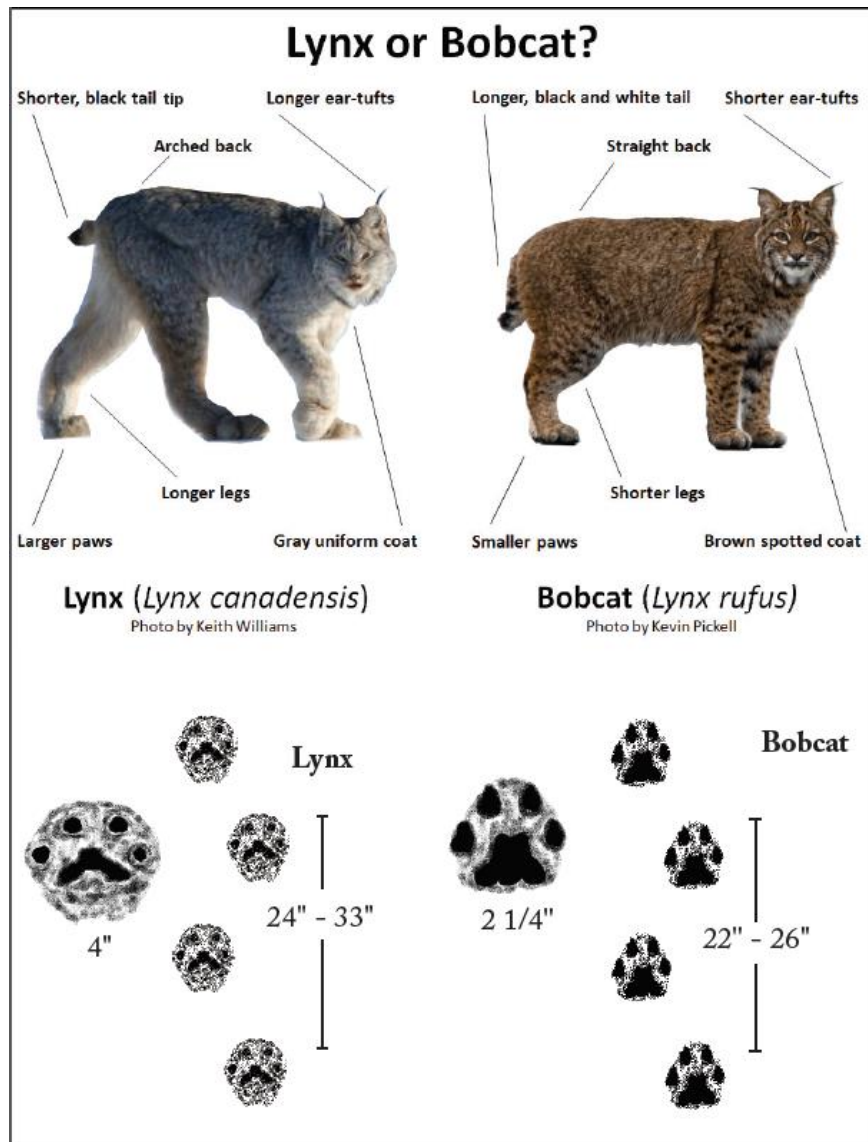 Lynx or Bobcat?
Shorter, black tail tip
Longer ear-tufts
Arched back
Longer, black and white tail
Shorter ear-tufts
Straight back
Longer legs
Larger paws
Gray uniform coat
Shorter legs
Smaller paws
Brown spotted coat
Lynx (Lynx canadensis)
Photo by Keith Williams
Bobcat (Lynx rufus)
Photo by Kevin Pickell
Lynx
4"
24" - 33"
Bobcat
2 1/4"
22" - 26"